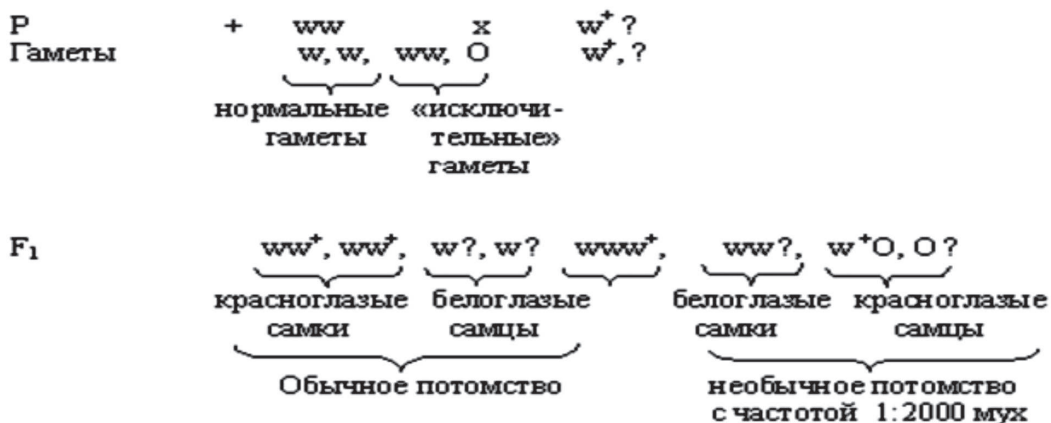 P + ww x w⁺ ?
Гаметы w, w, ww, O w⁺, ?
нормальные «исключи-
гаметы тельные»
гаметы
F₁ ww⁺, ww⁺, w?, w? www⁺, ww?, w⁺O, O ?
красноглазые белоглазые белоглазые красноглазые
самки самцы самки самцы
Обычное потомство необычное потомство
с частотой 1:2000 мух